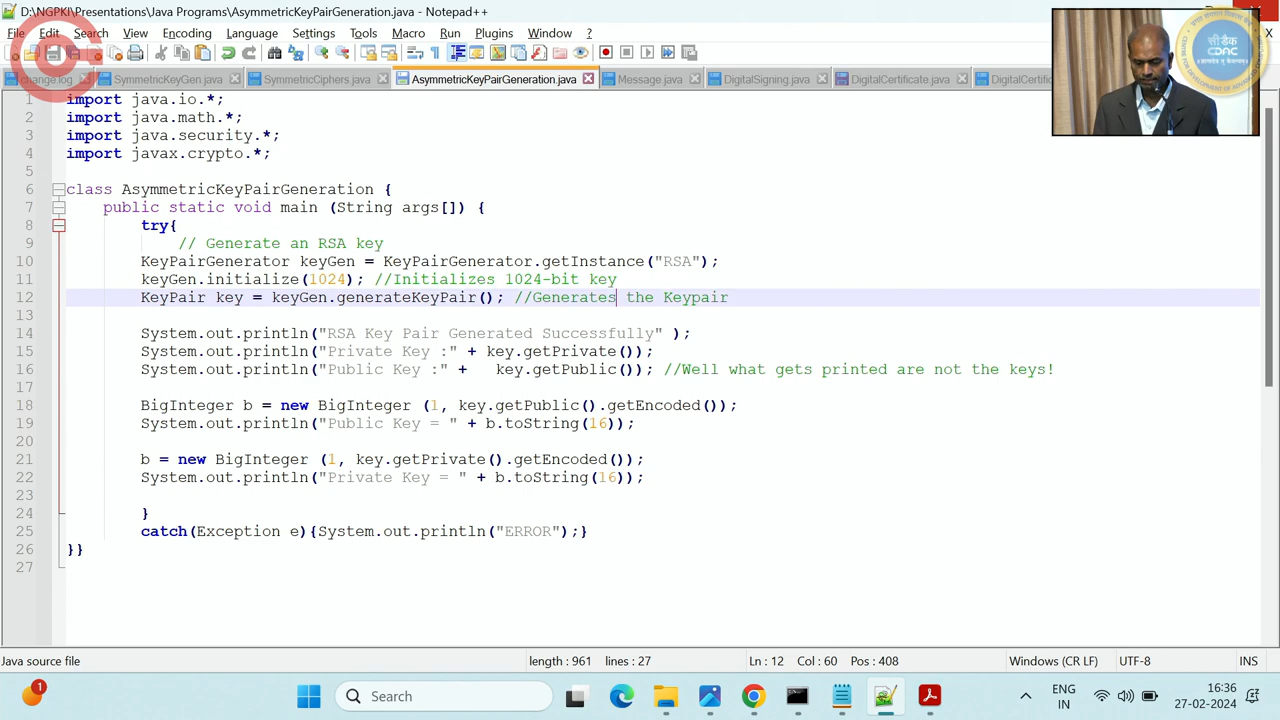 D:\NGPKI\Presentations\Java Programs\AsymmetricKeyPairGeneration.java - Notepad++
File Edit Search View Encoding Language Settings Tools Macro Run Plugins Window ?
X
change.log SymmetricKeyGen.java SymmetricCiphers.java AsymmetricKeyPairGeneration.java Message.java DigitalSigning.java DigitalCertificate.java DigitalCertifi
सी डैक
CDAC
1 import java.io.*;
2 import java.math.*;
3 import java.security.*;
4 import javax.crypto.*;
5
6 class AsymmetricKeyPairGeneration {
7 public static void main (String args[]) {
8 try{
9 // Generate an RSA key
10 KeyPairGenerator keyGen = KeyPairGenerator.getInstance("RSA");
11 keyGen.initialize(1024); //Initializes 1024-bit key
12 KeyPair key = keyGen.generateKeyPair(); //Generates the Keypair
13
14 System.out.println("RSA Key Pair Generated Successfully" );
15 System.out.println("Private Key :" + key.getPrivate());
16 System.out.println("Public Key :" + key.getPublic()); //Well what gets printed are not the keys!
17
18 BigInteger b = new BigInteger (1, key.getPublic().getEncoded());
19 System.out.println("Public Key = " + b.toString(16));
20
21 b = new BigInteger (1, key.getPrivate().getEncoded());
22 System.out.println("Private Key = " + b.toString(16));
23
24 }
25 catch(Exception e){System.out.println("ERROR");}
26 }}
27
Java source file length : 961 lines : 27 Ln : 12 Col : 60 Pos : 408 Windows (CR LF) UTF-8 INS
1 Search ENG 16:36
IN 27-02-2024